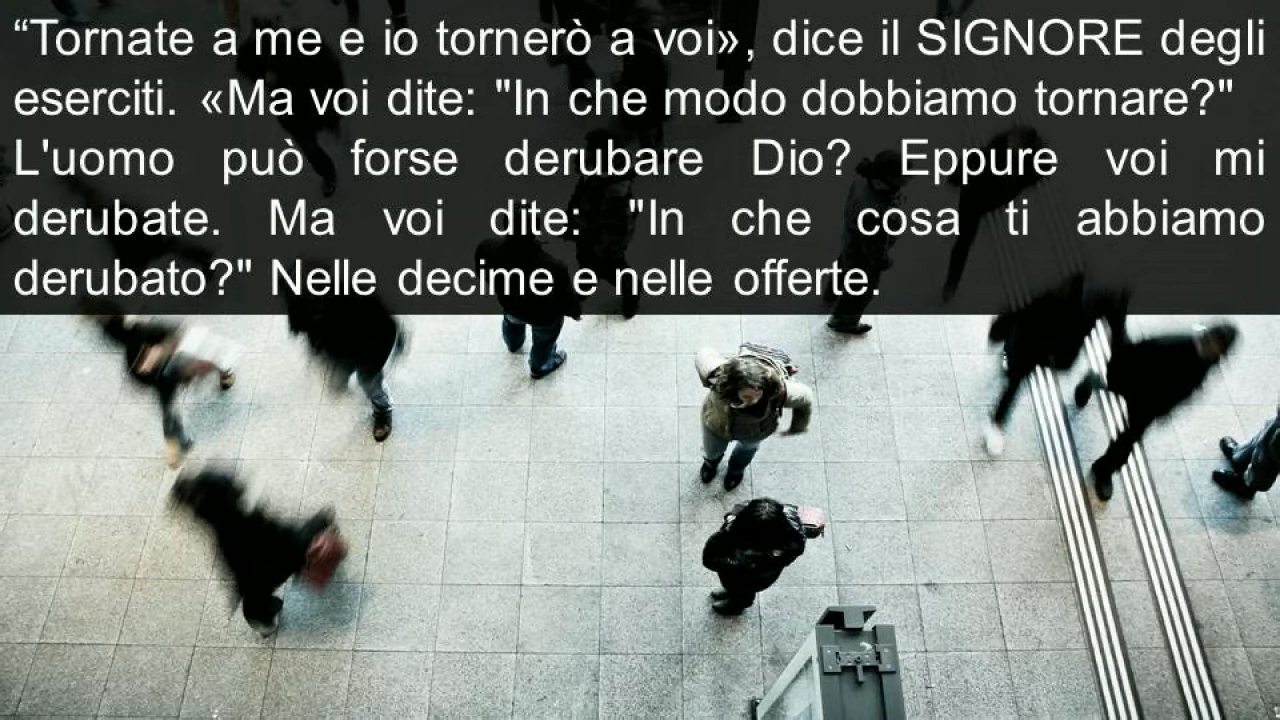 “Tornate a me e io tornerò a voi», dice il SIGNORE degli
eserciti. «Ma voi dite: "In che modo dobbiamo tornare?"
L'uomo può forse derubare Dio? Eppure voi mi
derubate. Ma voi dite: "In che cosa ti abbiamo
derubato?" Nelle decime e nelle offerte.